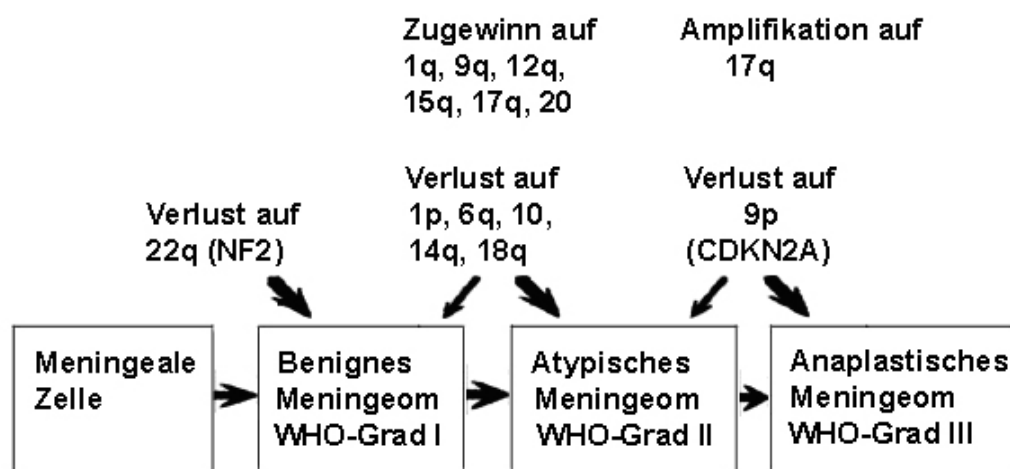 Zugewinn auf
1q, 9q, 12q,
15q, 17q, 20
Amplifikation auf
17q
Verlust auf
22q (NF2)
Verlust auf
1p, 6q, 10,
14q, 18q
Verlust auf
9p
(CDKN2A)
Meningeale
Zelle
Benignes
Meningeom
WHO-Grad I
Atypisches
Meningeom
WHO-Grad II
Anaplastisches
Meningeom
WHO-Grad III